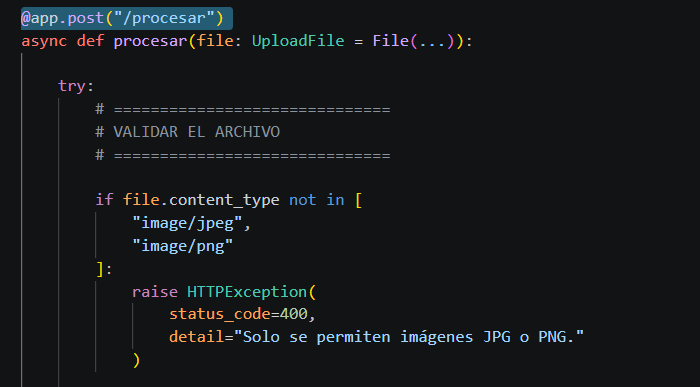 @app.post("/procesar")
async def procesar(file: UploadFile = File(...)):
try:
# ==============================
# VALIDAR EL ARCHIVO
# ==============================
if file.content_type not in [
"image/jpeg",
"image/png"
]:
raise HTTPException(
status_code=400,
detail="Solo se permiten imágenes JPG o PNG."
)